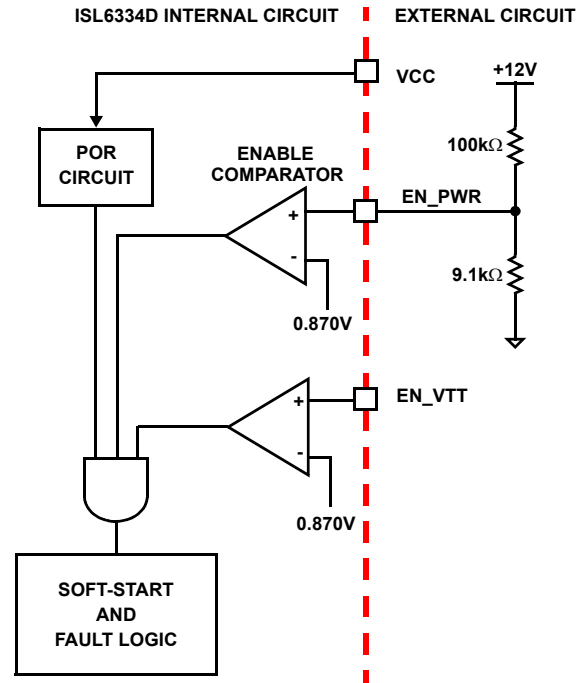 ISL6334D INTERNAL CIRCUIT
EXTERNAL CIRCUIT
VCC
+12V
POR
CIRCUIT
ENABLE
COMPARATOR
100kΩ
EN_PWR
+
-
0.870V
9.1kΩ
EN_VTT
+
-
0.870V
SOFT-START
AND
FAULT LOGIC